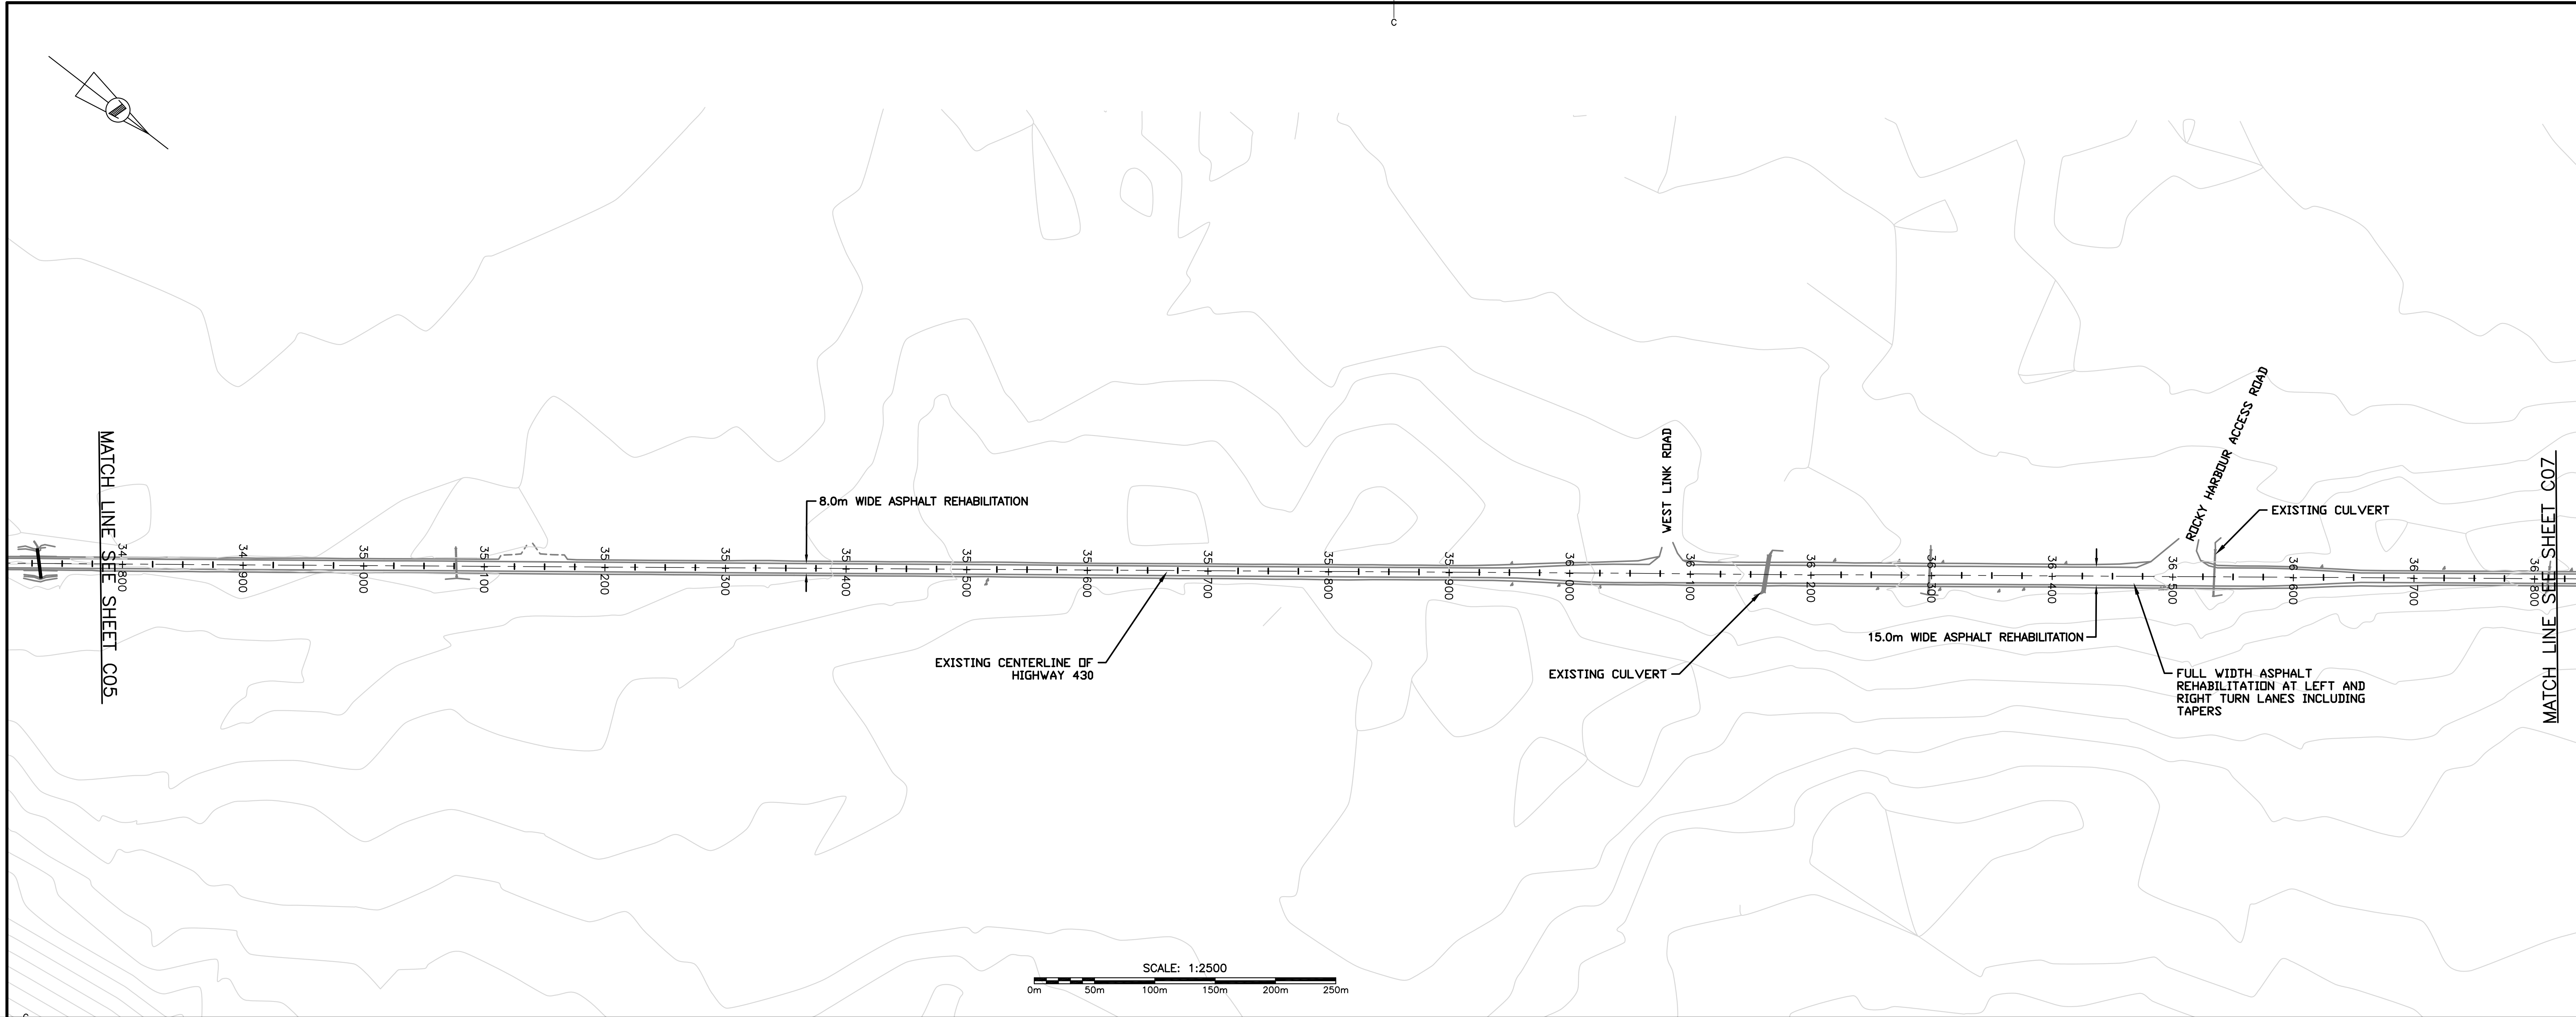 C
MATCH LINE SEE SHEET C05
34+800
34+900
35+000
35+100
35+200
35+300
8.0m WIDE ASPHALT REHABILITATION
35+400
35+500
35+600
35+700
35+800
35+900
36+000
EXISTING CENTERLINE OF
HIGHWAY 430
WEST LINK ROAD
36+100
36+200
36+300
36+400
36+500
36+600
36+700
36+800
EXISTING CULVERT
15.0m WIDE ASPHALT REHABILITATION
ROCKY HARBOUR ACCESS ROAD
EXISTING CULVERT
FULL WIDTH ASPHALT
REHABILITATION AT LEFT AND
RIGHT TURN LANES INCLUDING
TAPERS
MATCH LINE SEE SHEET C07
SCALE: 1:2500
0m 50m 100m 150m 200m 250m